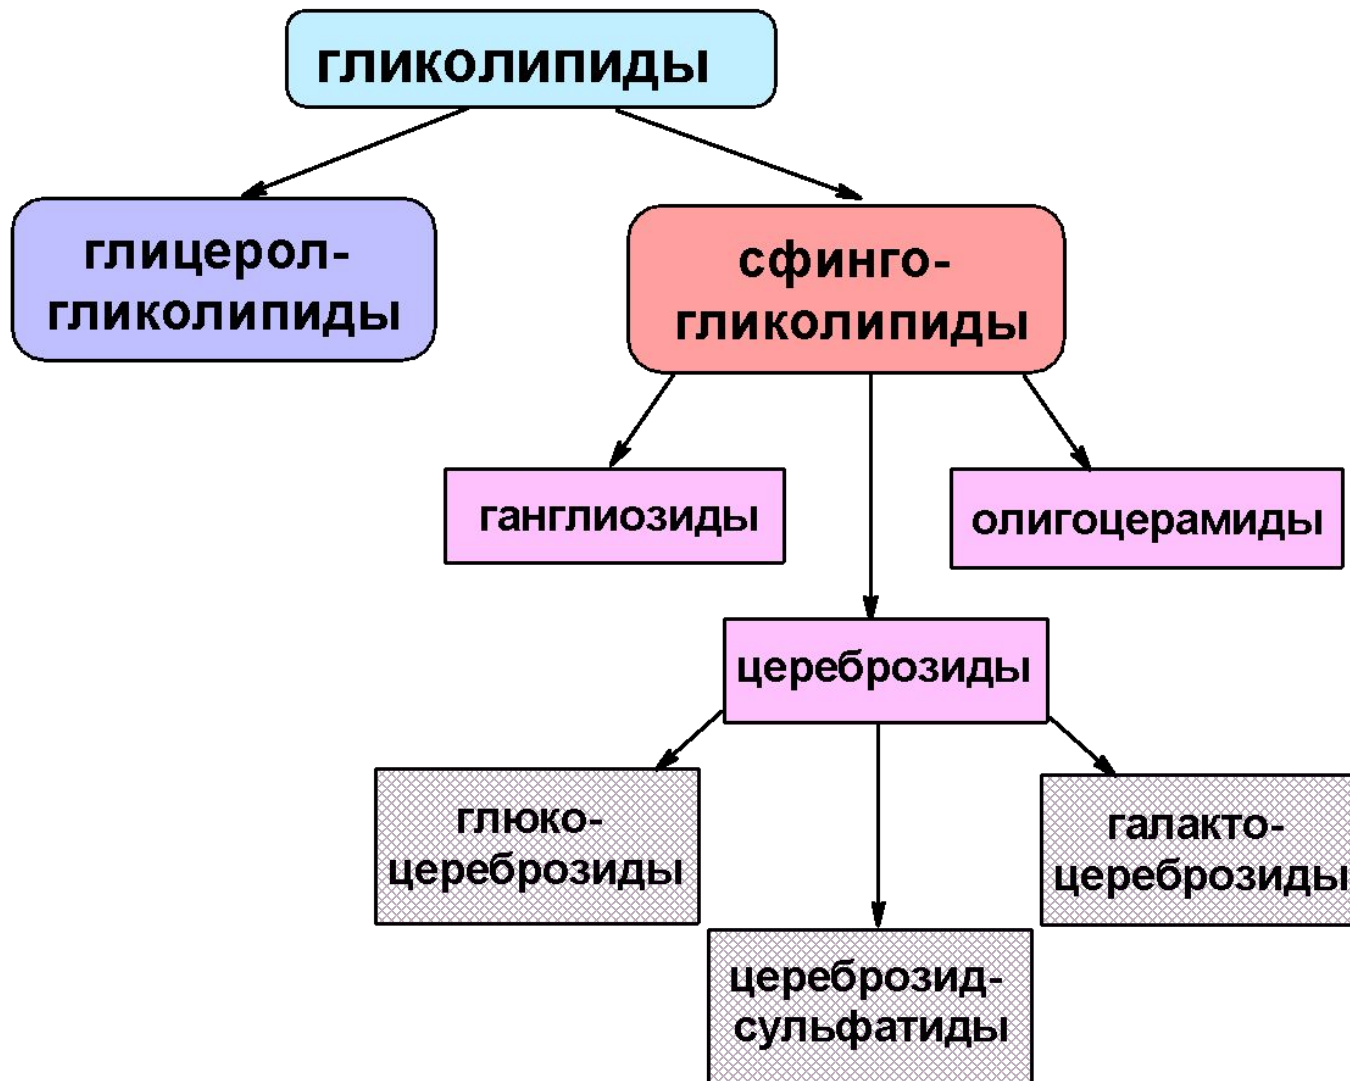 гликолипиды
глицерол-
гликолипиды
сфинго-
гликолипиды
ганглиозиды
олигоцерамиды
цереброзиды
глюко-
цереброзиды
галакто-
цереброзиды
цереброзид-
сульфатиды